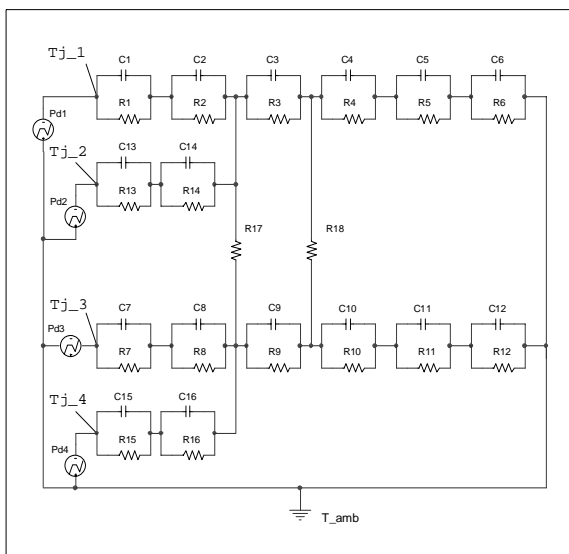 Tj_1
C1 C2 C3 C4 C5 C6
R1 R2 R3 R4 R5 R6
Pd1
Tj_2
C13 C14
R13 R14
Pd2
R17 R18
Tj_3
C7 C8 C9 C10 C11 C12
Pd3
R7 R8 R9 R10 R11 R12
Tj_4
C15 C16
R15 R16
Pd4
T_amb